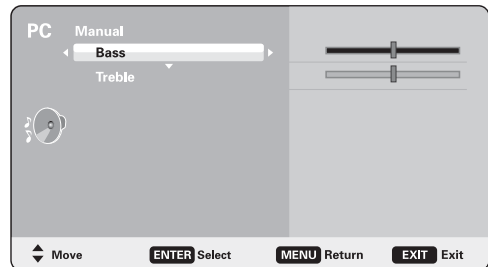 PC Manual
Bass
Treble
Move ENTER Select MENU Return EXIT Exit